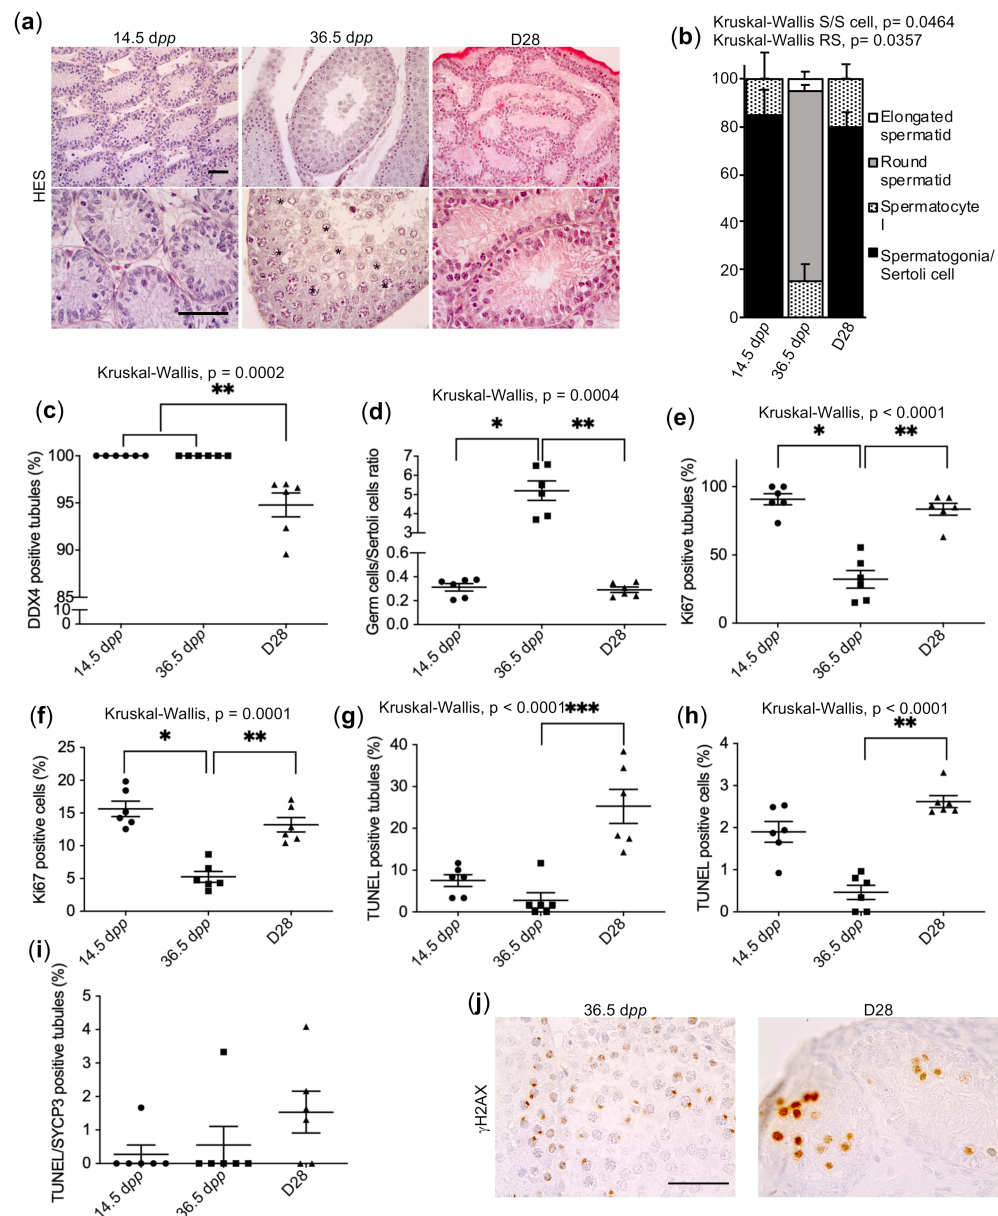 (a)
14.5 dpp
36.5 dpp
D28
HES
*
*
*
*
*
*
(b)
Kruskal-Wallis S/S cell, p= 0.0464
Kruskal-Wallis RS, p= 0.0357
100
80
60
40
20
0
14.5 dpp
36.5 dpp
D28
Elongated
spermatid
Round
spermatid
Spermatocyte
I
Spermatogonia/
Sertoli cell
(c)
Kruskal-Wallis, p = 0.0002
**
DDX4 positive tubules (%)
100
95
90
85
10
0
14.5 dpp
36.5 dpp
D28
(d)
Kruskal-Wallis, p = 0.0004
*
**
Germ cells/Sertoli cells ratio
7
6
5
4
3
0.6
0.4
0.2
0.0
14.5 dpp
36.5 dpp
D28
(e)
Kruskal-Wallis, p < 0.0001
*
**
Ki67 positive tubules (%)
100
50
0
14.5 dpp
36.5 dpp
D28
(f)
Kruskal-Wallis, p = 0.0001
*
**
Ki67 positive cells (%)
25
20
15
10
5
0
14.5 dpp
36.5 dpp
D28
(g)
Kruskal-Wallis, p < 0.0001
***
TUNEL positive tubules (%)
40
30
20
10
0
14.5 dpp
36.5 dpp
D28
(h)
Kruskal-Wallis, p < 0.0001
**
TUNEL positive cells (%)
4
3
2
1
0
14.5 dpp
36.5 dpp
D28
(i)
TUNEL/SYCP3 positive tubules (%)
5
4
3
2
1
0
14.5 dpp
36.5 dpp
D28
(j)
36.5 dpp
D28
γH2AX